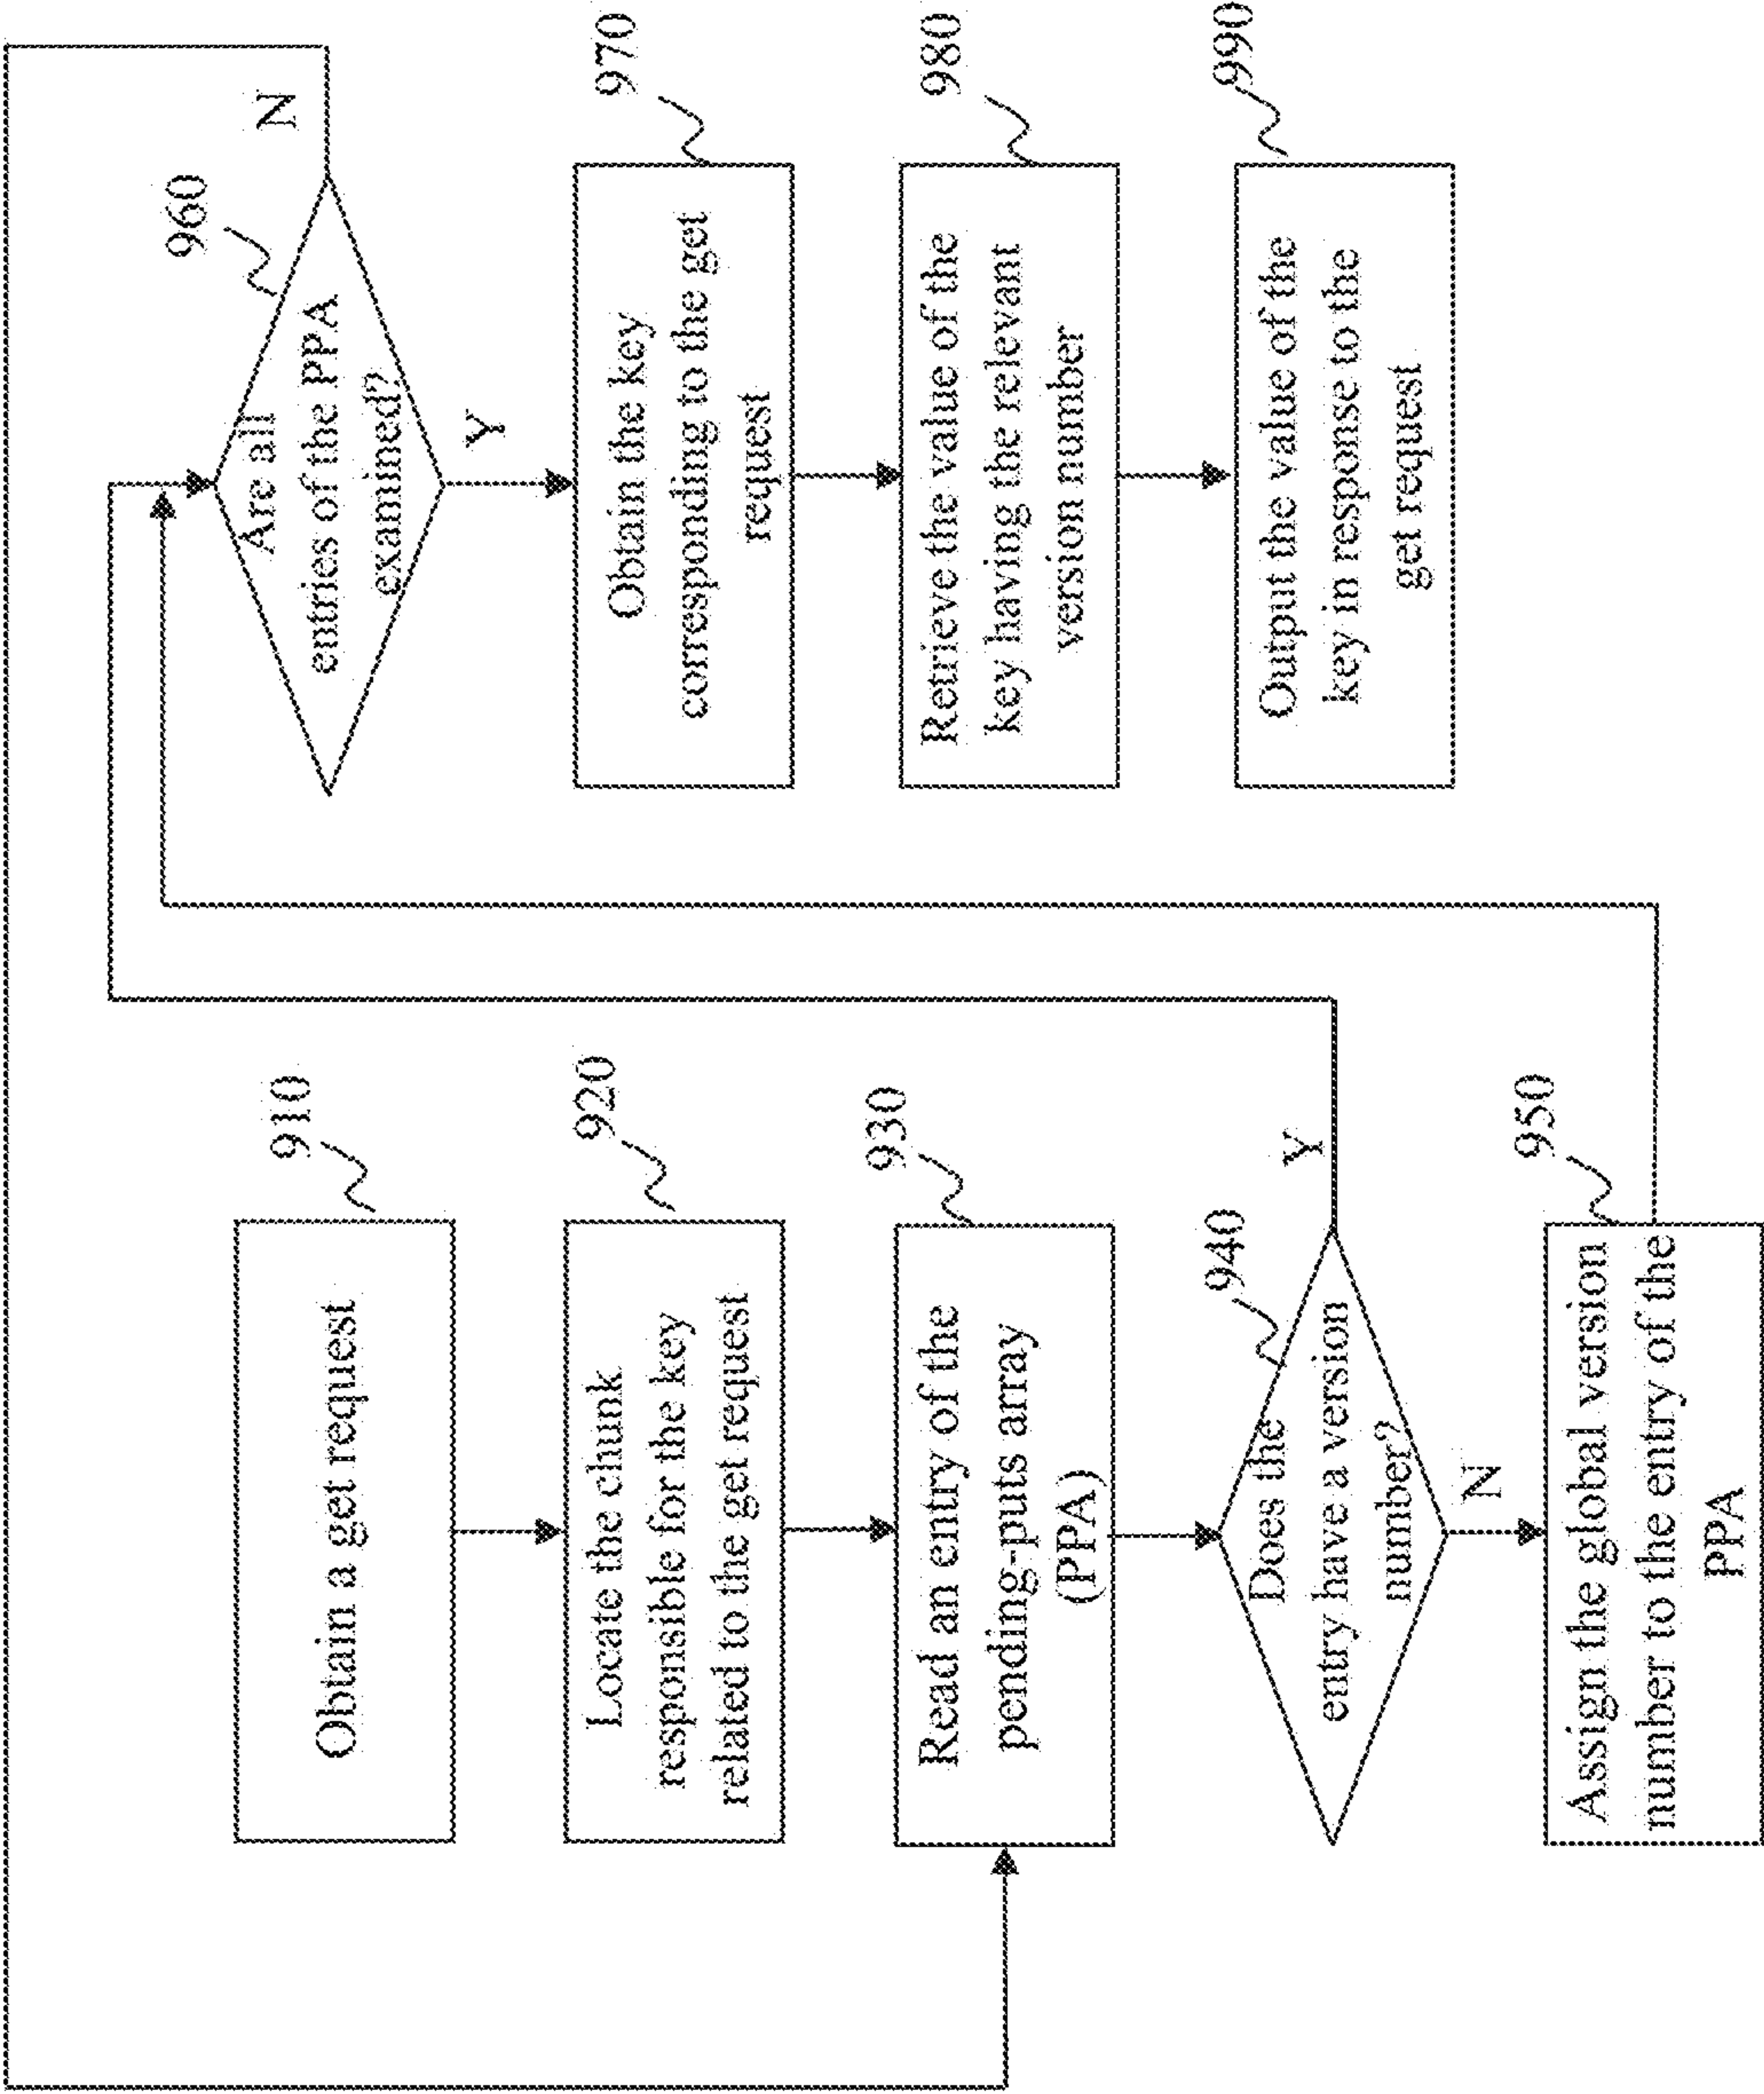 910
Obtain a get request
920
Locate the chunk
responsible for the key
related to the get request
930
Read an entry of the
pending-puts array
(PPA)
940
Does the
entry have a version
number?
Y
N
950
Assign the global version
number to the entry of the
PPA
960
Are all
entries of the PPA
examined?
N
Y
970
Obtain the key
corresponding to the get
request
980
Retrieve the value of the
key having the relevant
version number
990
Output the value of the
key in response to the
get request